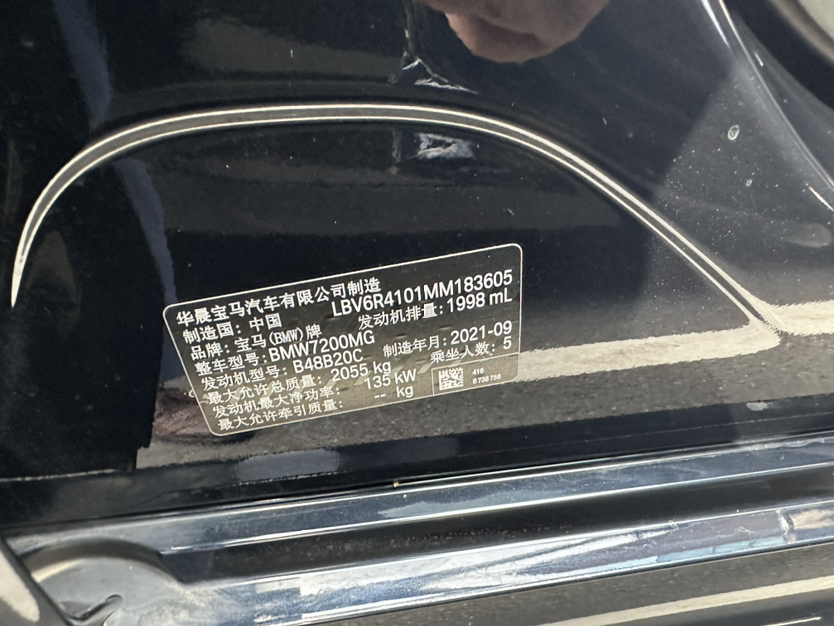 华晨宝马汽车有限公司制造
LBV6R4101MM183605
制造国: 中国
发动机排量: 1998 mL
品牌: 宝马(BMW)牌
整车型号: BMW7200MG
制造年月: 2021-09
发动机型号: B48B20C
乘坐人数: 5
最大允许总质量: 2055 kg
发动机最大净功率: 135 kW
最大允许牵引质量: -- kg
416